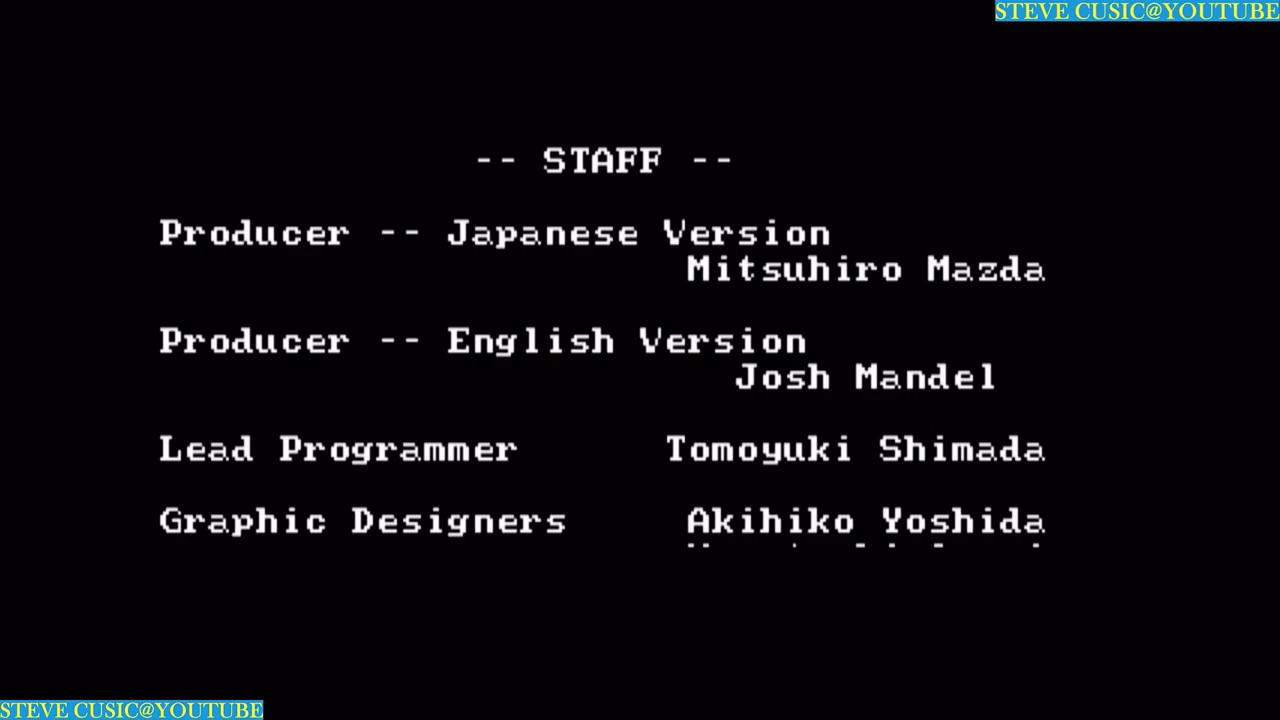 STEVE CUSIC@YOUTUBE
-- STAFF --
Producer -- Japanese Version
Mitsuhiro Mazda
Producer -- English Version
Josh Mandel
Lead Programmer Tomoyuki Shimada
Graphic Designers Akihiko Yoshida
STEVE CUSIC@YOUTUBE